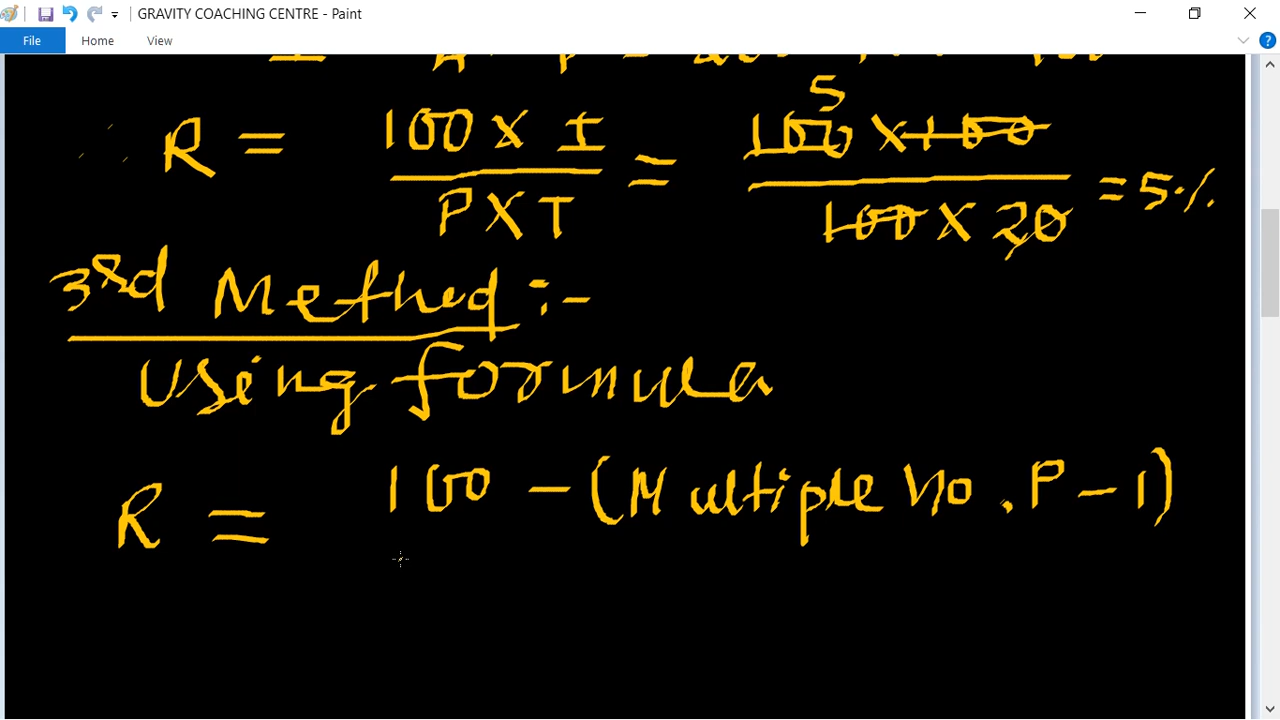 GRAVITY COACHING CENTRE - Paint
File Home View
R = 100 X I / P X T = 100 X 100 / 100 X 20 = 5%
5
3rd Method :-
Using formula
R = 100 - (Multiple No. P - 1)